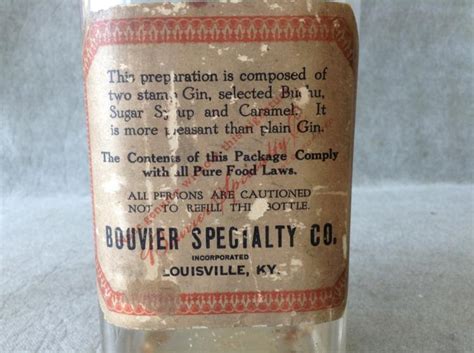 This preparation is composed of
two stamp Gin, selected Buchu,
Sugar Syrup and Caramel. It
is more pleasant than plain Gin.
The Contents of this Package Comply
with all Pure Food Laws.
ALL PERSONS ARE CAUTIONED
NOT TO REFILL THIS BOTTLE.
BOUVIER SPECIALTY CO.
INCORPORATED
LOUISVILLE, KY.